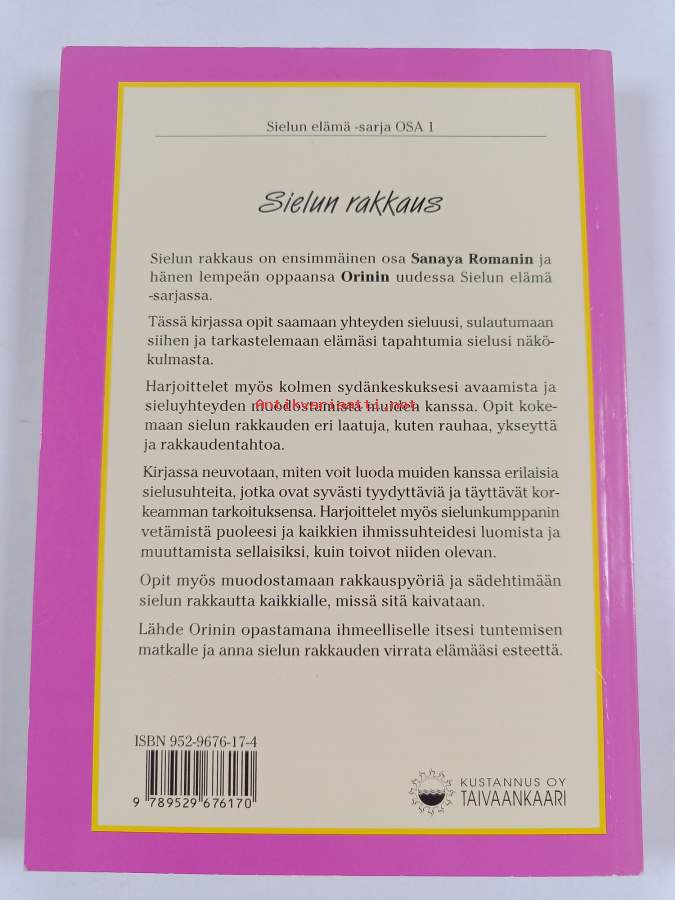 Sielun elämä -sarja OSA 1
Sielun rakkaus
Sielun rakkaus on ensimmäinen osa Sanaya Romanin ja
hänen lempeän oppaansa Orinin uudessa Sielun elämä
-sarjassa.
Tässä kirjassa opit saamaan yhteyden sieluusi, sulautumaan
siihen ja tarkastelemaan elämäsi tapahtumia sielusi näkö-
kulmasta.
Harjoittelet myös kolmen sydänkeskuksesi avaamista ja
sieluyhteyden muodostamista muiden kanssa. Opit koke-
Antikvariaatti.net
maan sielun rakkauden eri laatuja, kuten rauhaa, ykseyttä
ja rakkaudentahtoa.
Kirjassa neuvotaan, miten voit luoda muiden kanssa erilaisia
sielusuhteita, jotka ovat syvästi tyydyttäviä ja täyttävät kor-
keamman tarkoituksensa. Harjoittelet myös sielunkumppanin
vetämistä puoleesi ja kaikkien ihmissuhteidesi luomista ja
muuttamista sellaisiksi, kuin toivot niiden olevan.
Opit myös muodostamaan rakkauspyöriä ja sädehtimään
sielun rakkautta kaikkialle, missä sitä kaivataan.
Lähde Orinin opastamana ihmeelliselle itsesi tuntemisen
matkalle ja anna sielun rakkauden virrata elämääsi esteettä.
ISBN 952-9676-17-4
9 789529 676170
KUSTANNUS OY
TAIVAANKAARI